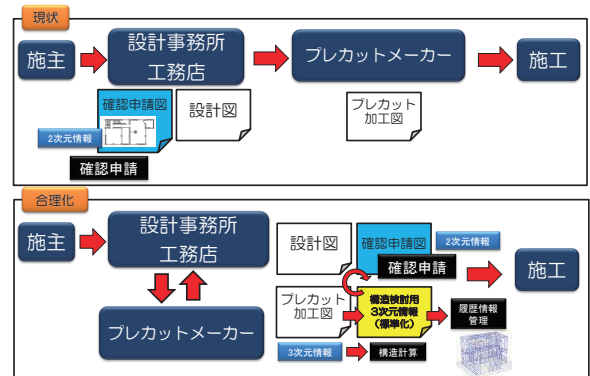 現状
施主
設計事務所
工務店
プレカットメーカー
施工
確認申請図
設計図
プレカット
加工図
2次元情報
確認申請
合理化
施主
設計事務所
工務店
プレカットメーカー
設計図
確認申請図
2次元情報
確認申請
施工
プレカット
加工図
構造検討用
3次元情報
(標準化)
履歴情報
管理
3次元情報
構造計算